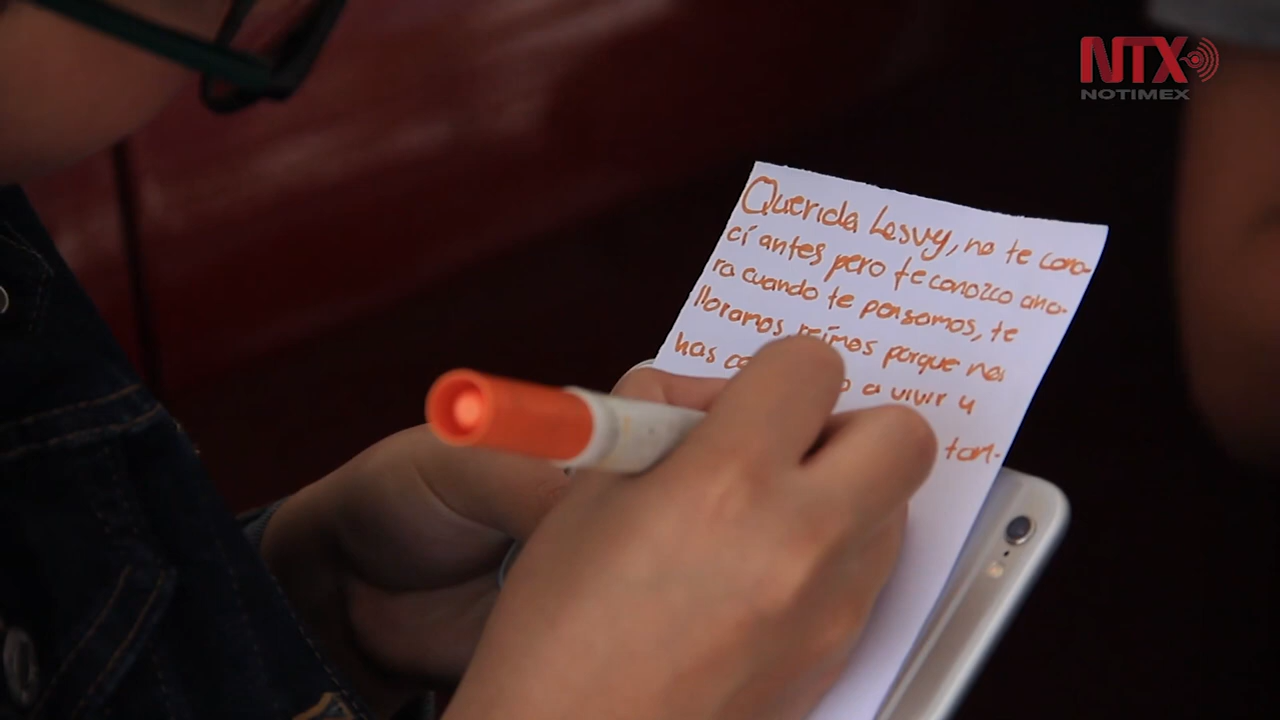 NTX
NOTIMEX
Querida Lesvy, no te cono-
cí antes pero te conozco aho-
ra cuando te pensamos, te
lloramos, reímos porque nos
has a vivir y